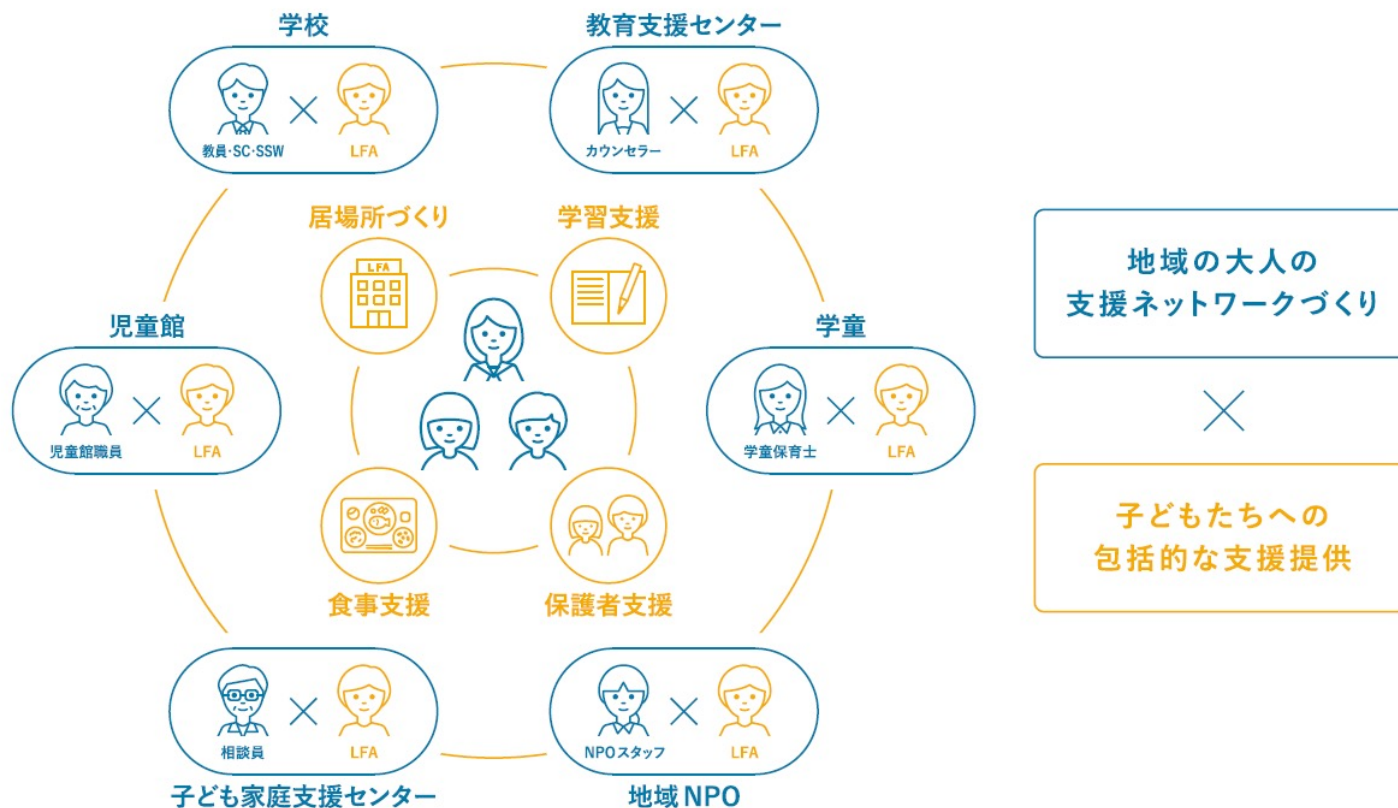 学校
教育支援センター
教員・SC・SSW
LFA
カウンセラー
LFA
居場所づくり
学習支援
LFA
児童館
学童
児童館職員
LFA
学童保育士
LFA
食事支援
保護者支援
相談員
LFA
NPOスタッフ
LFA
子ども家庭支援センター
地域NPO
地域の大人の
支援ネットワークづくり
子どもたちへの
包括的な支援提供